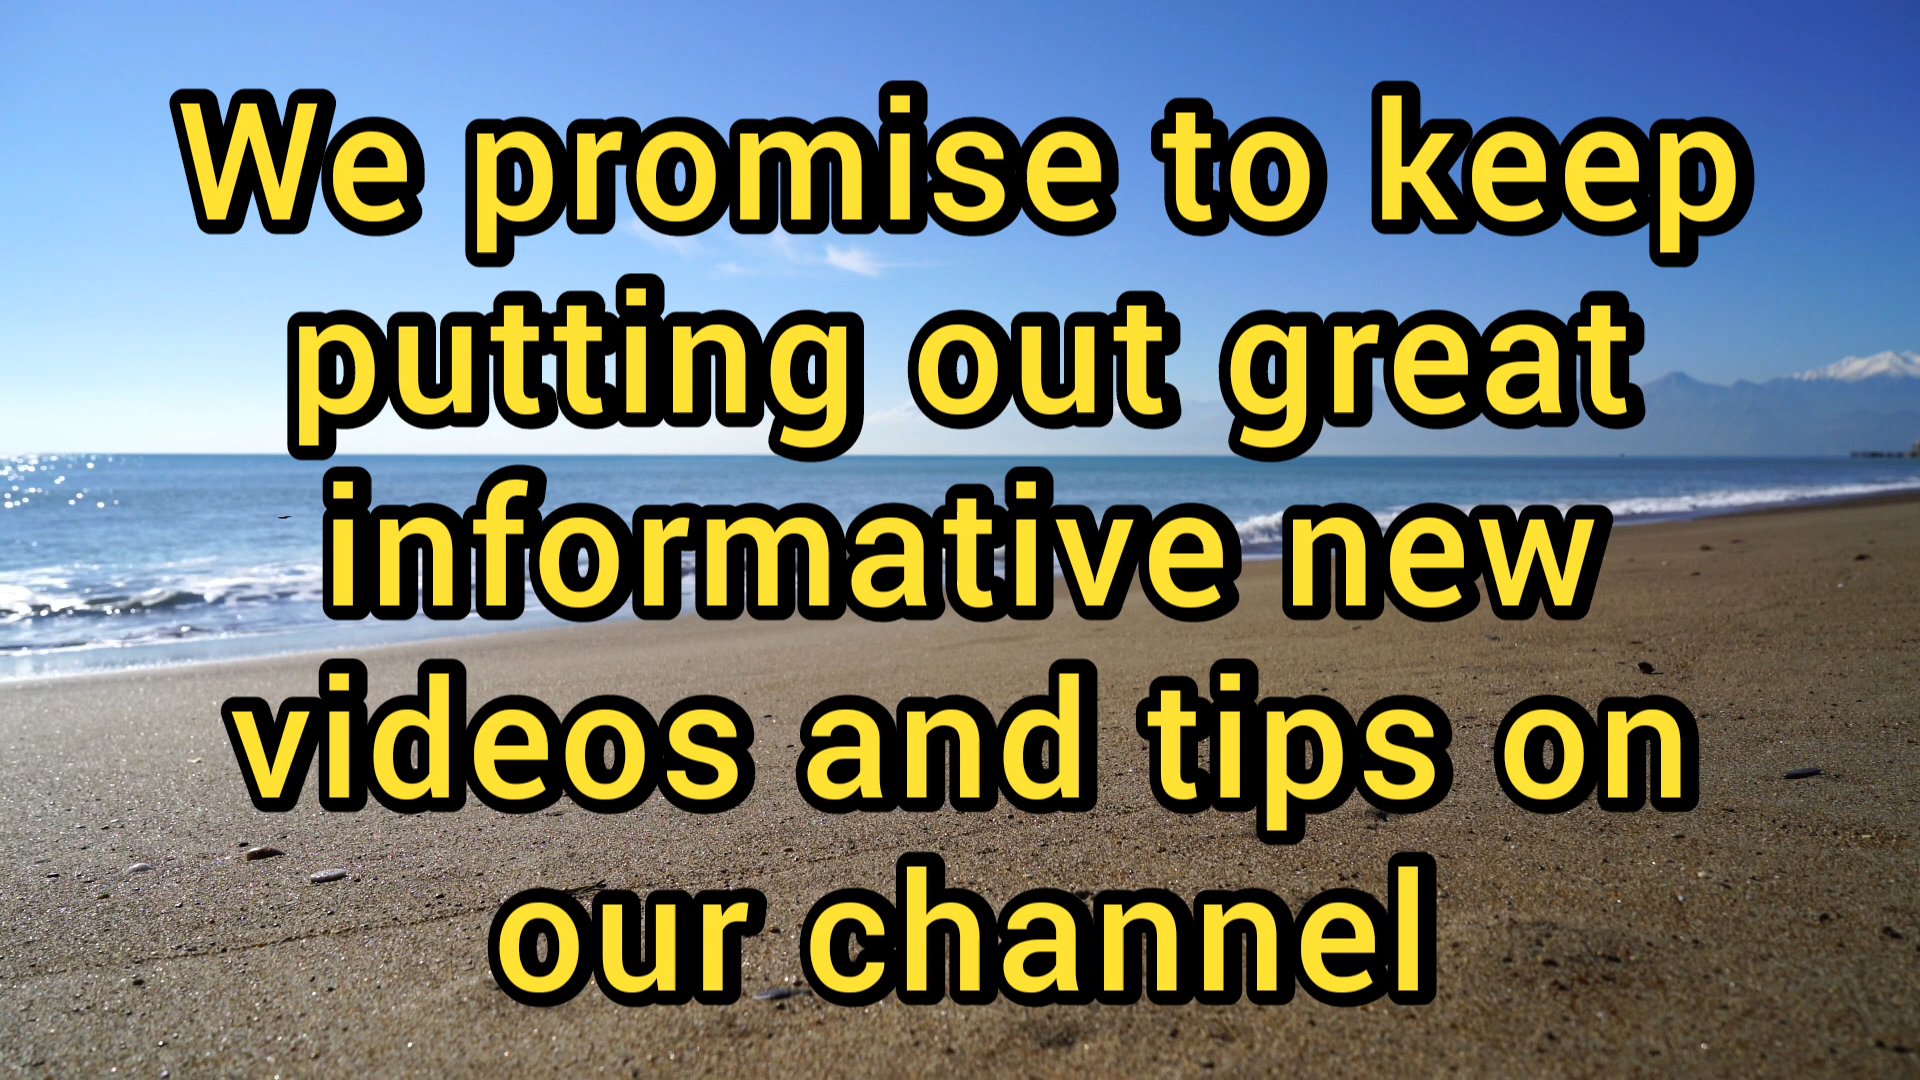 We promise to keep
putting out great
informative new
videos and tips on
our channel